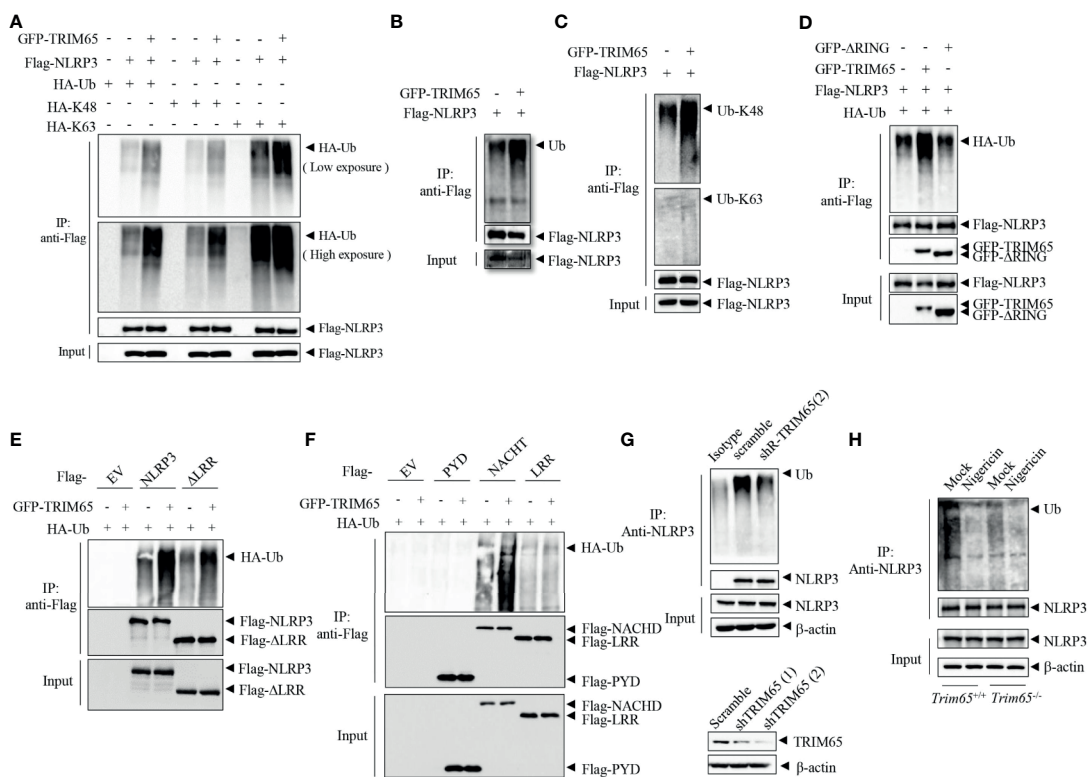 A
GFP-TRIM65 - - + - - + - - +
Flag-NLRP3 - + + - + + - + +
HA-Ub + + + - - - - - -
HA-K48 - - - + + + - - -
HA-K63 - - - - - - + + +
IP:
anti-Flag
HA-Ub
( Low exposure )
HA-Ub
( High exposure )
Flag-NLRP3
Input
Flag-NLRP3
B
GFP-TRIM65 - +
Flag-NLRP3 + +
IP:
anti-Flag
Ub
Flag-NLRP3
Input
Flag-NLRP3
C
GFP-TRIM65 - +
Flag-NLRP3 + +
IP:
anti-Flag
Ub-K48
Ub-K63
Flag-NLRP3
Input
Flag-NLRP3
D
GFP-ΔRING - - +
GFP-TRIM65 - + -
Flag-NLRP3 + + +
HA-Ub + + +
IP:
anti-Flag
HA-Ub
Flag-NLRP3
GFP-TRIM65
GFP-ΔRING
Input
Flag-NLRP3
GFP-TRIM65
GFP-ΔRING
E
Flag- EV NLRP3 ΔLRR
GFP-TRIM65 - + - + - +
HA-Ub + + + + + +
IP:
anti-Flag
HA-Ub
Flag-NLRP3
Flag-ΔLRR
Input
Flag-NLRP3
Flag-ΔLRR
F
Flag- EV PYD NACHT LRR
GFP-TRIM65 - + - + - + - +
HA-Ub + + + + + + + +
IP:
anti-Flag
HA-Ub
Flag-NACHD
Flag-LRR
Flag-PYD
Input
Flag-NACHD
Flag-LRR
Flag-PYD
G
Isotype scramble shR-TRIM65(2)
IP:
Anti-NLRP3
Ub
NLRP3
Input
NLRP3
β-actin
Scramble shTRIM65 (1) shTRIM65 (2)
TRIM65
β-actin
H
Mock Nigericin Mock Nigericin
IP:
Anti-NLRP3
Ub
NLRP3
Input
NLRP3
β-actin
Trim65+/+ Trim65-/-